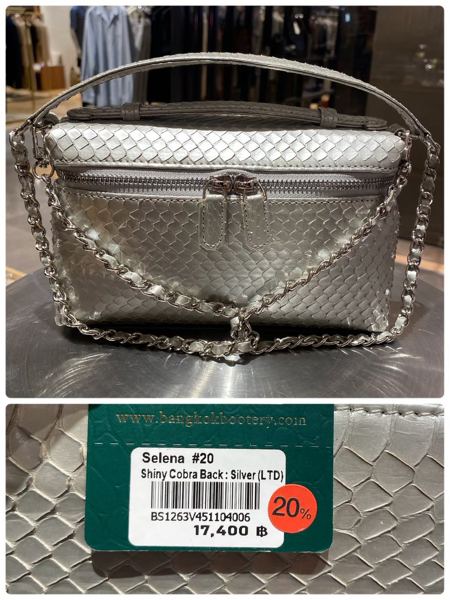 www.bangkokbootery.com
Selena #20
Shiny Cobra Back : Silver (LTD)
BS1263V451104006
20%
17,400 ฿